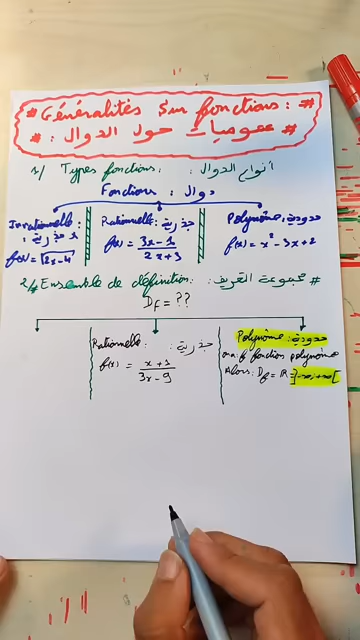 # Généralités sur fonctions : #
# عموميات حول الدوال : #
1/ Types fonctions : أنواع الدوال :
Fonctions : دوال
Irrationnelle : Rationnelle : جذرية : Polynôme : حدودية :
f(x) = √(2x-4) f(x) = (3x-1)/(2x+3) f(x) = x² - 3x + 2
2/ Ensemble de définition : مجموعة التعريف : #
Df = ??
Rationnelle : جذرية : Polynôme : حدودية :
f(x) = (x+1)/(3x-9) on a : f fonction polynôme
Alors : Df = ℝ = ]-∞,+∞[